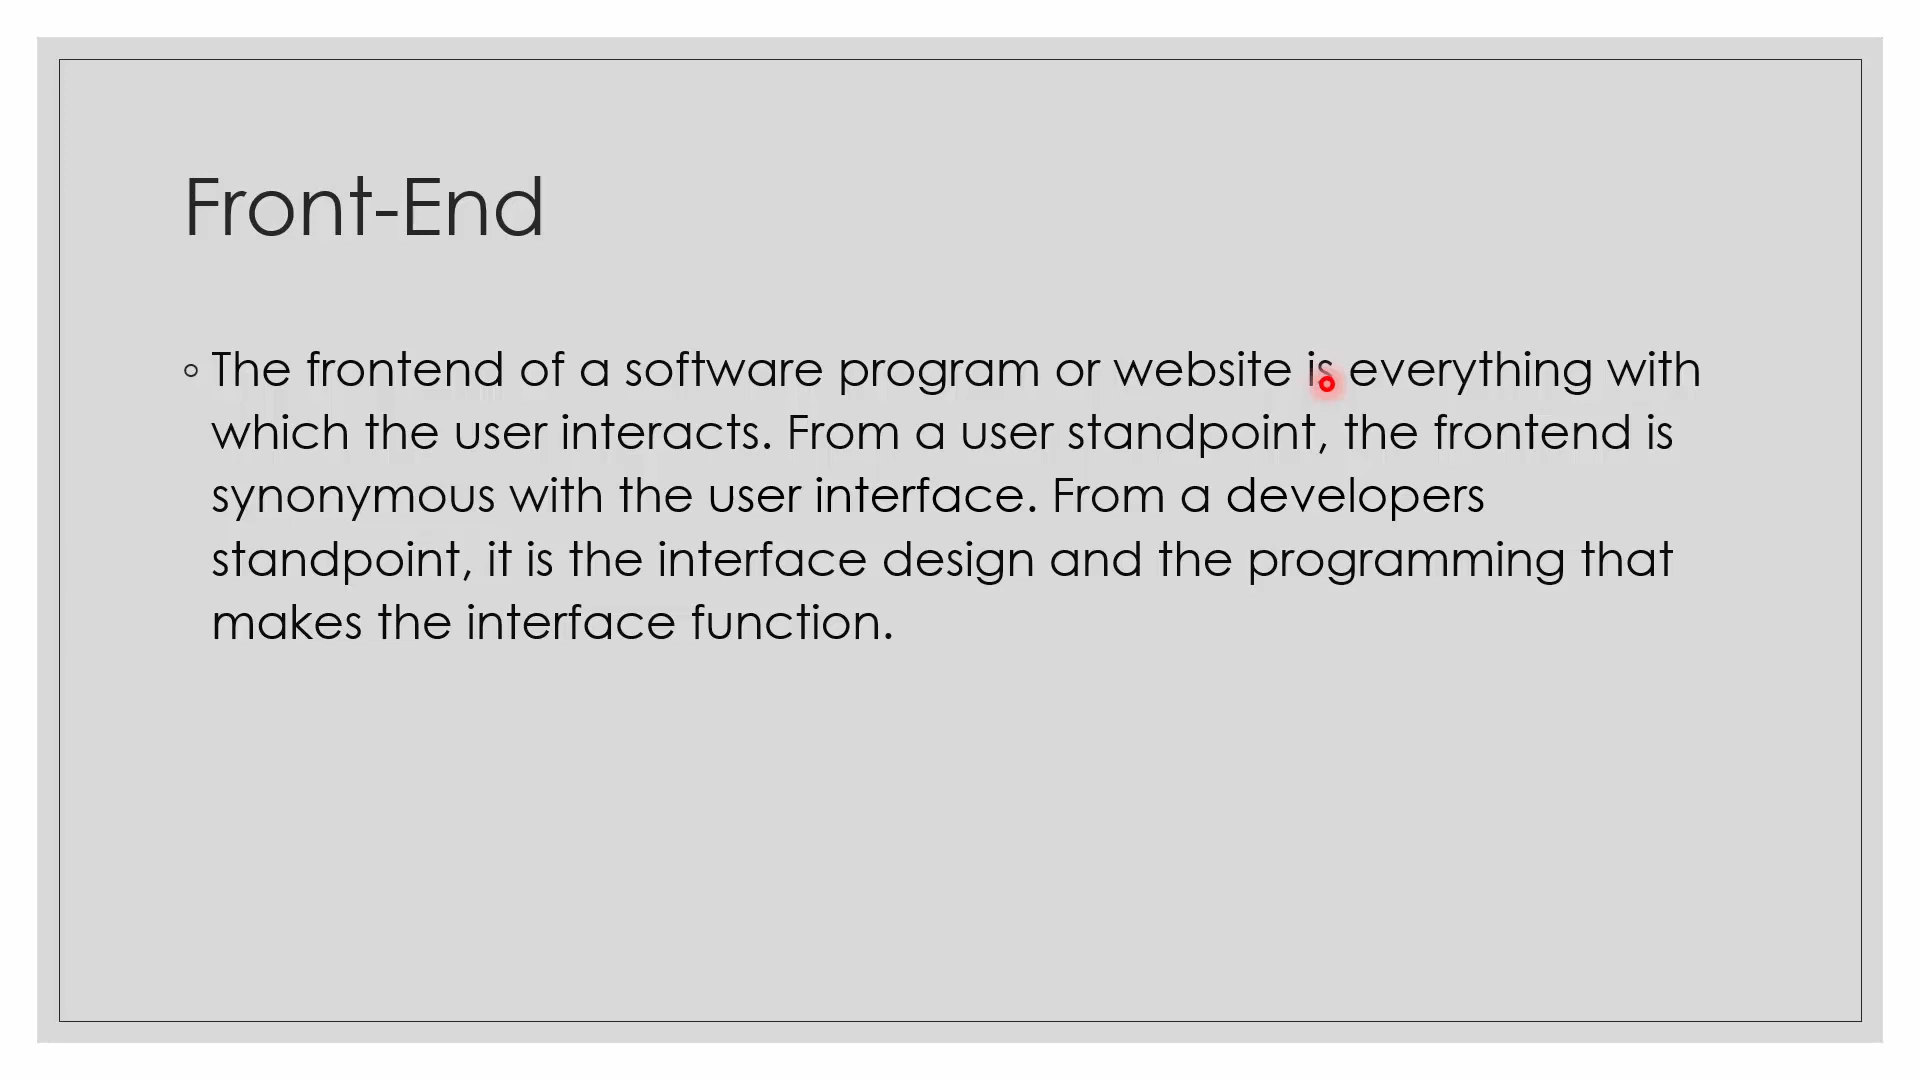 Front-End
◦ The frontend of a software program or website is everything with
which the user interacts. From a user standpoint, the frontend is
synonymous with the user interface. From a developers
standpoint, it is the interface design and the programming that
makes the interface function.